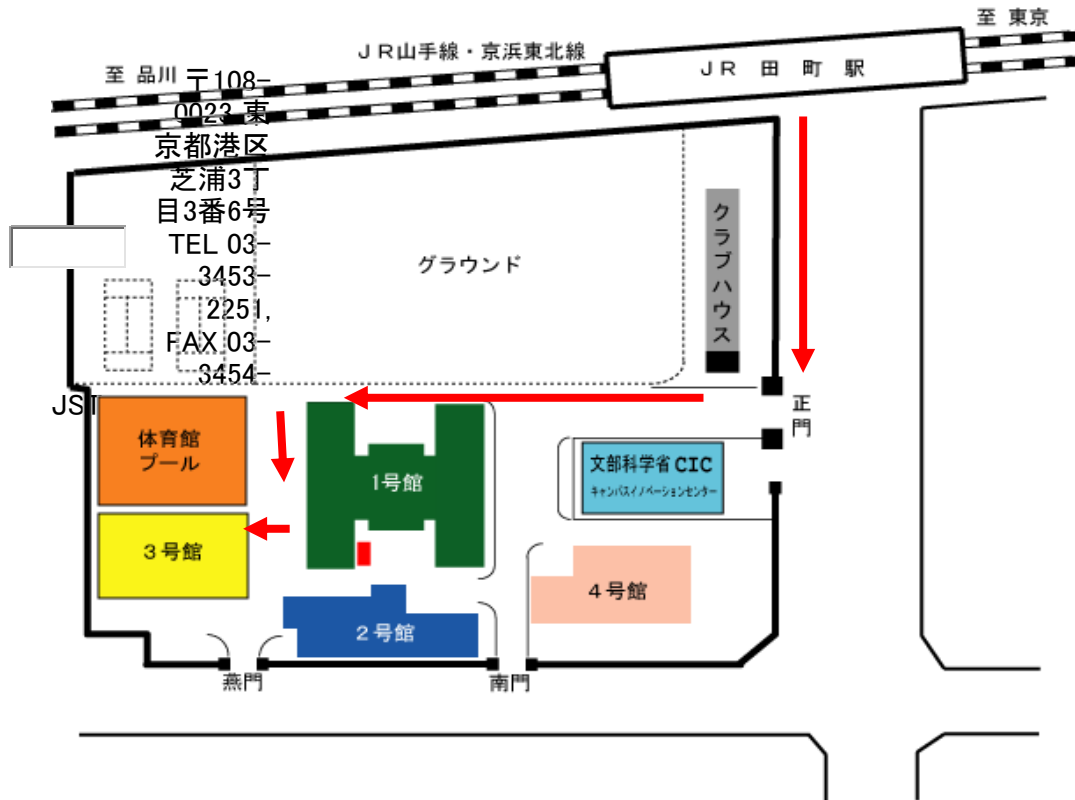 至 東京
JR山手線・京浜東北線
JR 田 町 駅
至 品川
〒108-
0023 東
京都港区
芝浦3丁
目3番6号
TEL 03-
3453-
2251,
FAX 03-
3454-
JST
グラウンド
クラブハウス
正門
体育館
プール
1号館
文部科学省 CIC
キャンパスイノベーションセンター
3号館
4号館
2号館
燕門
南門